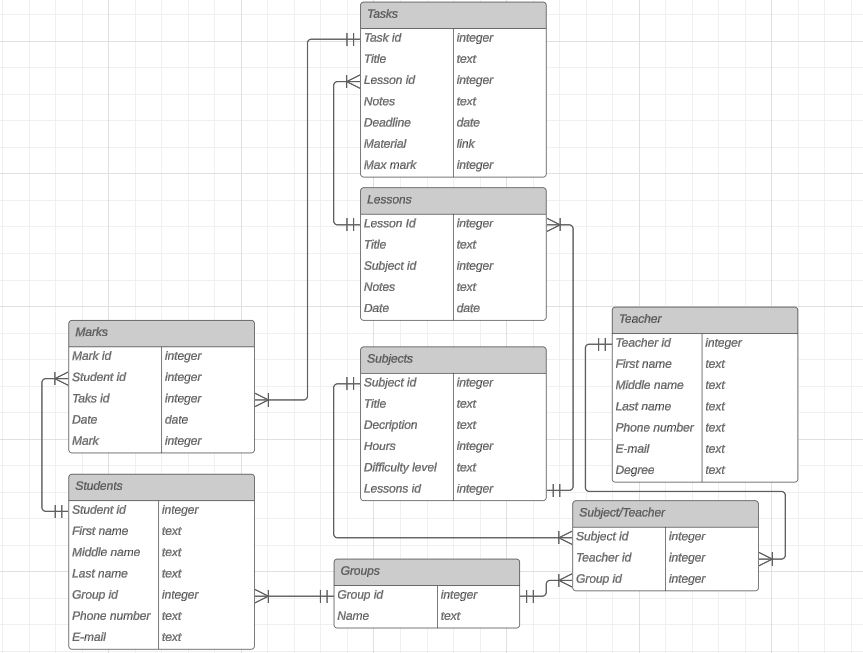 Tasks
Task id integer
Title text
Lesson id integer
Notes text
Deadline date
Material link
Max mark integer
Lessons
Lesson Id integer
Title text
Subject id integer
Notes text
Date date
Marks
Mark id integer
Student id integer
Taks id integer
Date date
Mark integer
Subjects
Subject id integer
Title text
Decription text
Hours integer
Difficulty level text
Lessons id integer
Teacher
Teacher id integer
First name text
Middle name text
Last name text
Phone number text
E-mail text
Degree text
Students
Student id integer
First name text
Middle name text
Last name text
Group id integer
Phone number text
E-mail text
Groups
Group id integer
Name text
Subject/Teacher
Subject id integer
Teacher id integer
Group id integer